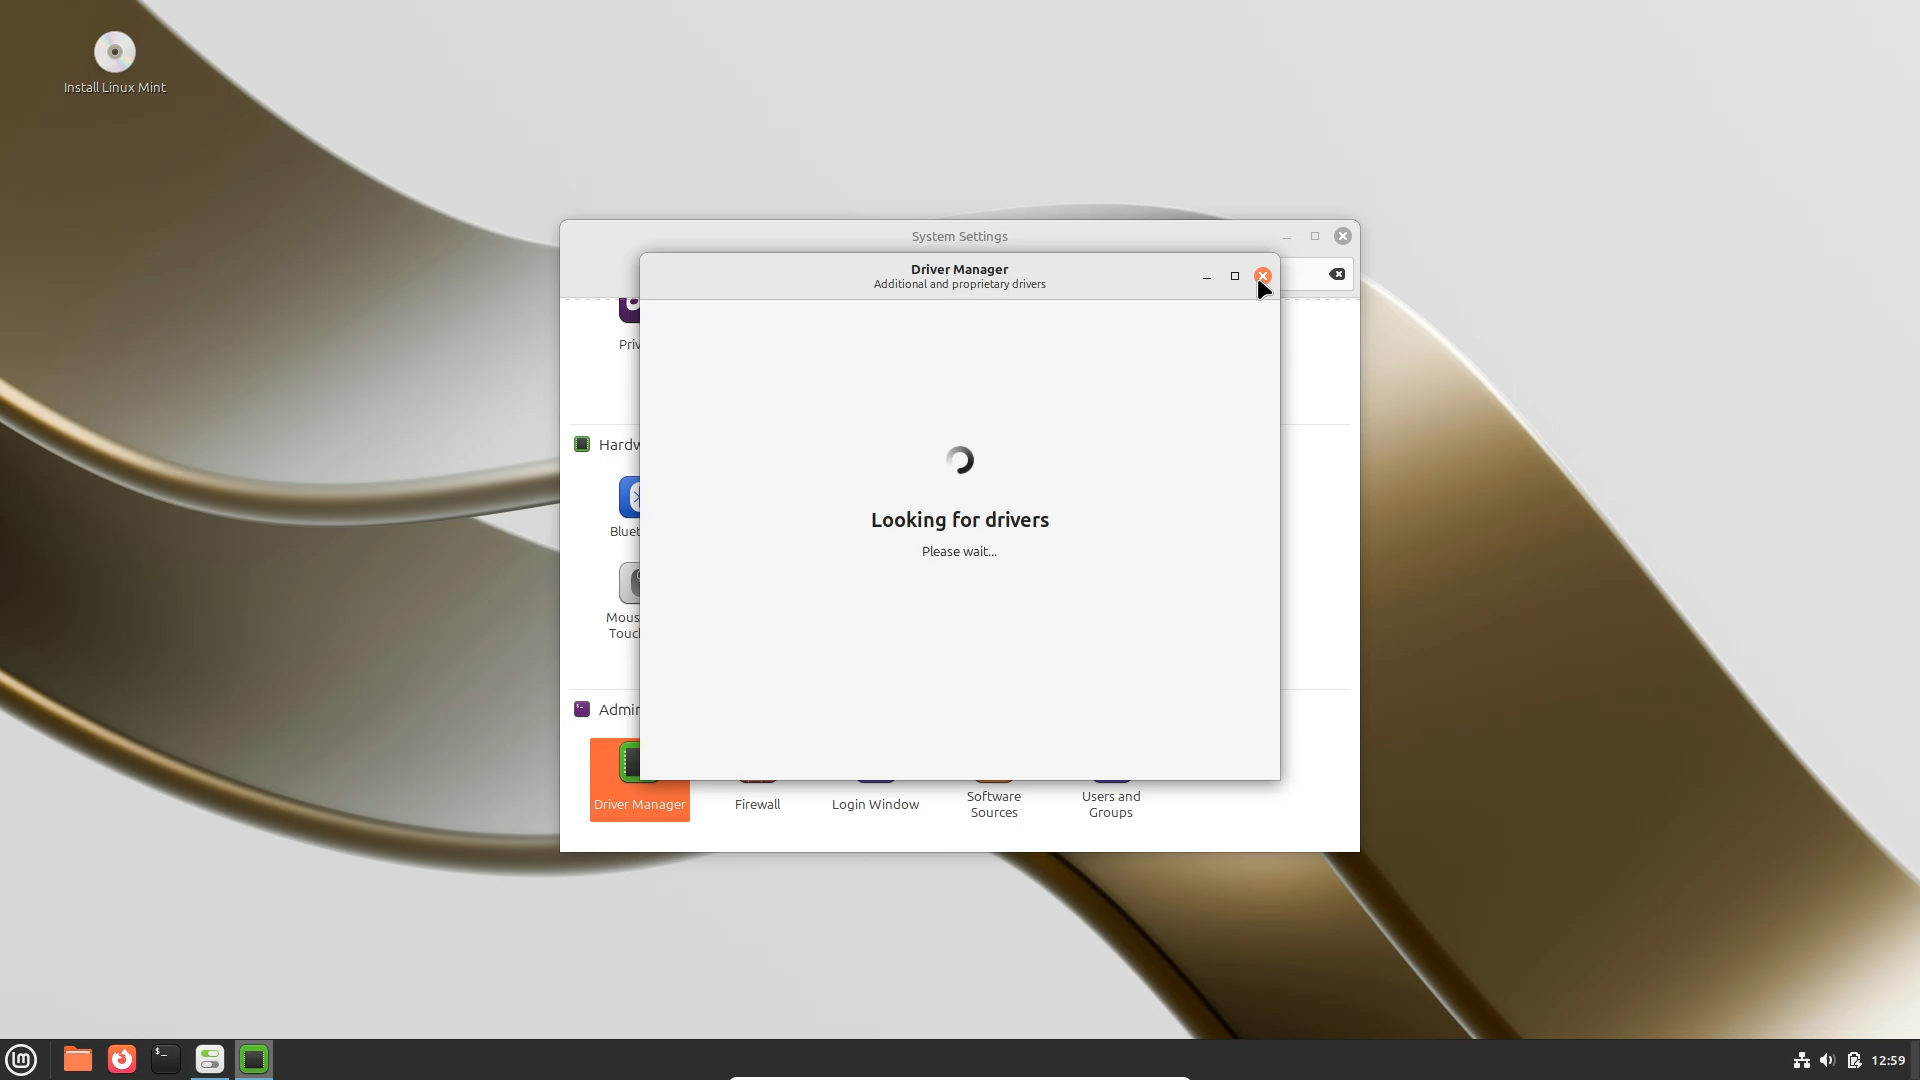 Install Linux Mint
System Settings
Driver Manager
Additional and proprietary drivers
Looking for drivers
Please wait...
Driver Manager
Firewall
Login Window
Software
Sources
Users and
Groups
12:59